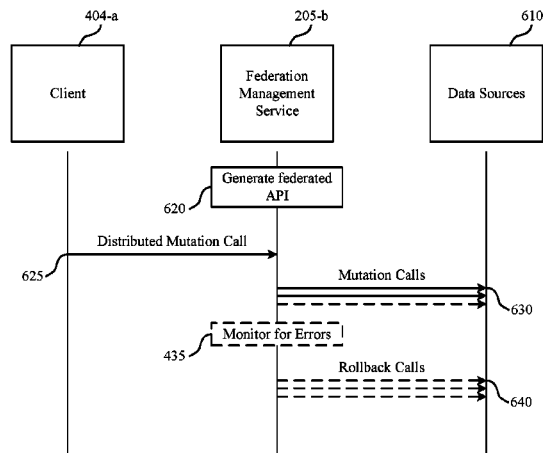 404-a
205-b
610
Client
Federation
Management
Service
Data Sources
Generate federated
API
620
Distributed Mutation Call
625
Mutation Calls
630
Monitor for Errors
435
Rollback Calls
640